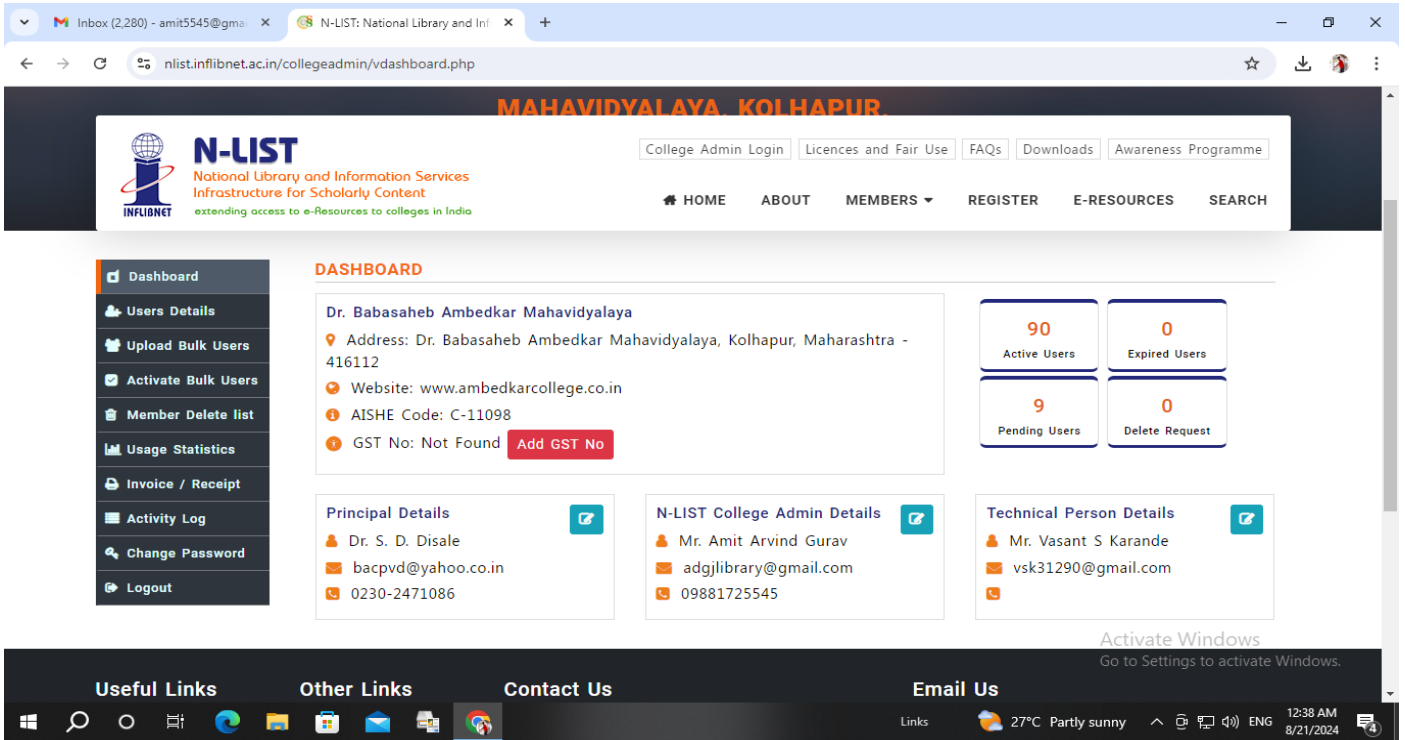 Inbox (2,280) - amit5545@gmai
N-LIST: National Library and Inf
nlist.inflibnet.ac.in/collegeadmin/vdashboard.php
MAHAVIDYALAYA, KOLHAPUR.
INFLIBNET
N-LIST
National Library and Information Services
Infrastructure for Scholarly Content
extending access to e-Resources to colleges in India
College Admin Login Licences and Fair Use FAQs Downloads Awareness Programme
HOME ABOUT MEMBERS REGISTER E-RESOURCES SEARCH
Dashboard
Users Details
Upload Bulk Users
Activate Bulk Users
Member Delete list
Usage Statistics
Invoice / Receipt
Activity Log
Change Password
Logout
DASHBOARD
Dr. Babasaheb Ambedkar Mahavidyalaya
Address: Dr. Babasaheb Ambedkar Mahavidyalaya, Kolhapur, Maharashtra -
416112
Website: www.ambedkarcollege.co.in
AISHE Code: C-11098
GST No: Not Found Add GST No
90
Active Users
0
Expired Users
9
Pending Users
0
Delete Request
Principal Details
Dr. S. D. Disale
bacpvd@yahoo.co.in
0230-2471086
N-LIST College Admin Details
Mr. Amit Arvind Gurav
adgjlibrary@gmail.com
09881725545
Technical Person Details
Mr. Vasant S Karande
vsk31290@gmail.com
Activate Windows
Go to Settings to activate Windows.
Useful Links Other Links Contact Us Email Us
Links 27°C Partly sunny ENG
12:38 AM
8/21/2024
4